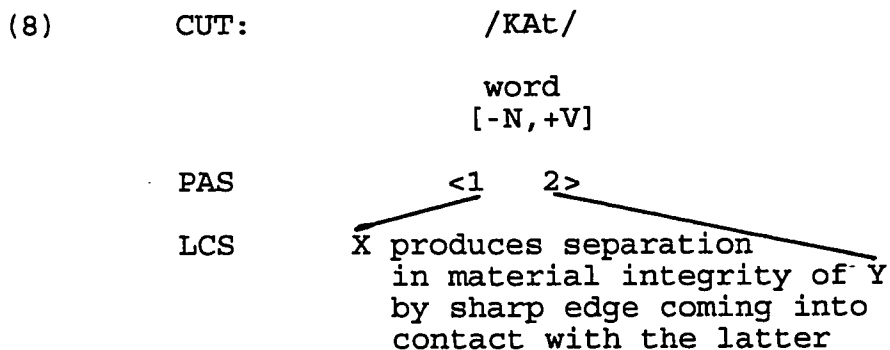 (8) CUT: /KAt/
word
[-N,+V]
PAS <1 2>
LCS X produces separation
in material integrity of Y
by sharp edge coming into
contact with the latter